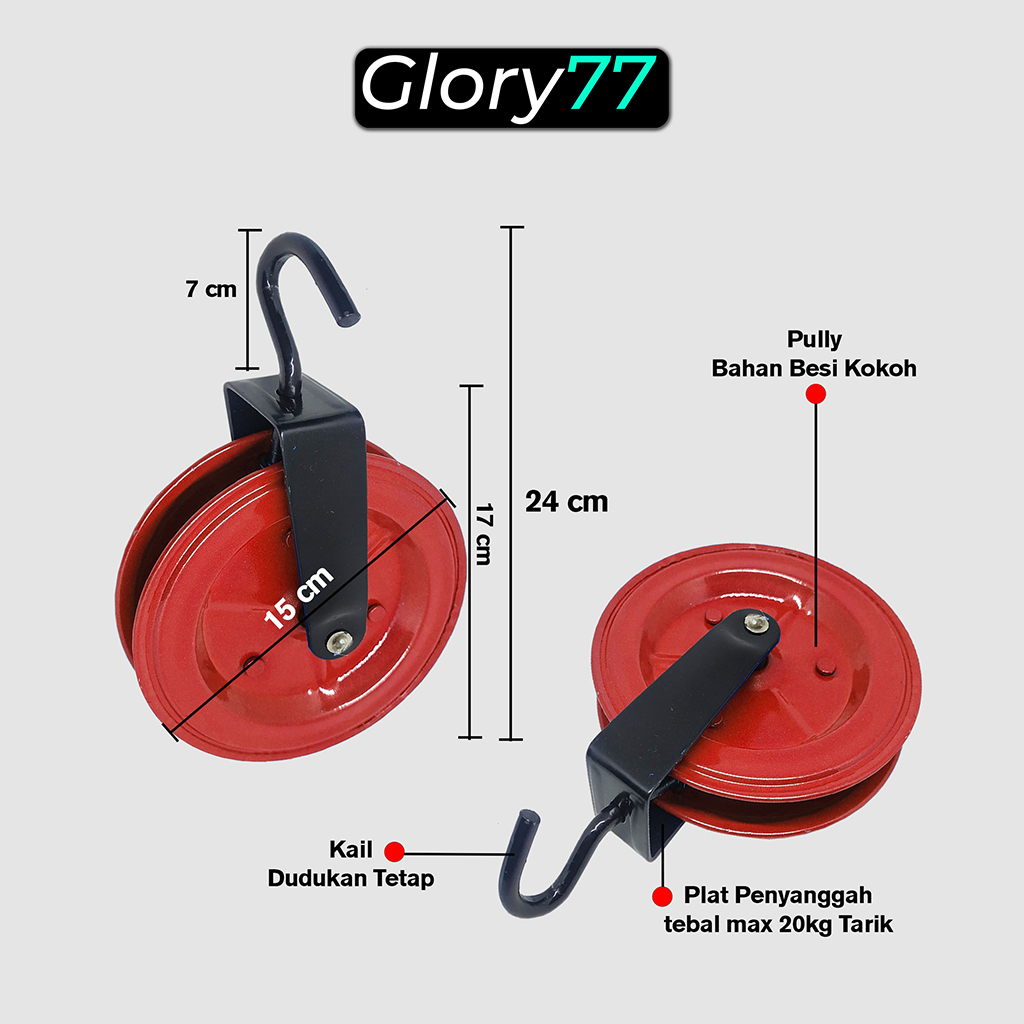 Glory77
7 cm
24 cm
17 cm
15 cm
Pully
Bahan Besi Kokoh
Kail
Dudukan Tetap
Plat Penyanggah
tebal max 20kg Tarik